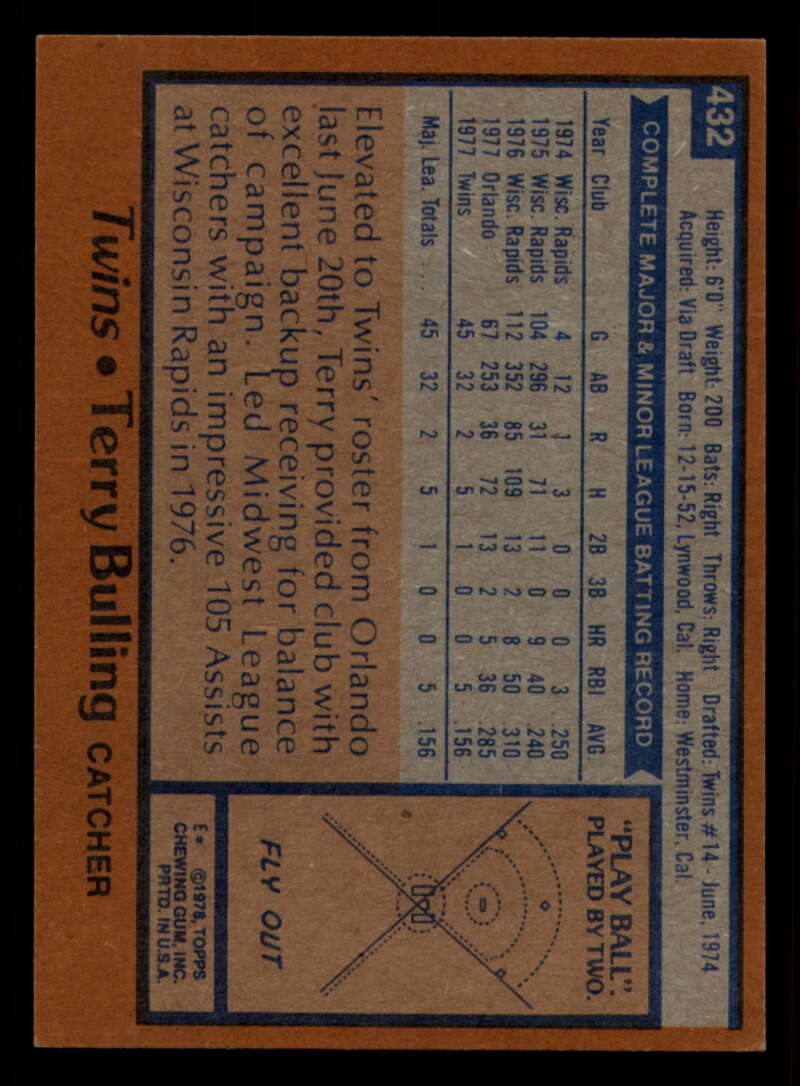 432
Height: 6'0" Weight: 200 Bats: Right Throws: Right Drafted: Twins #14 - June, 1974
Acquired: Via Draft Born: 12-15-52, Lynwood, Cal. Home: Westminster, Cal.
COMPLETE MAJOR & MINOR LEAGUE BATTING RECORD
Year Club G AB R H 2B 3B HR RBI AVG.
1974 Wisc. Rapids 4 12 1 3 0 0 0 3 .250
1975 Wisc. Rapids 104 296 31 71 11 0 9 40 .240
1976 Wisc. Rapids 112 352 85 109 13 2 8 50 .310
1977 Orlando 67 253 36 72 13 2 5 36 .285
1977 Twins 45 32 2 5 1 0 0 5 .156
Maj. Lea. Totals .... 45 32 2 5 1 0 0 5 .156
Elevated to Twins' roster from Orlando
last June 20th, Terry provided club with
excellent backup receiving for balance
of campaign. Led Midwest League
catchers with an impressive 105 Assists
at Wisconsin Rapids in 1976.
"PLAY BALL":
PLAYED BY TWO.
FLY OUT
E* ©1978, TOPPS
CHEWING GUM, INC.
PRTD. IN U.S.A.
Twins • Terry Bulling CATCHER